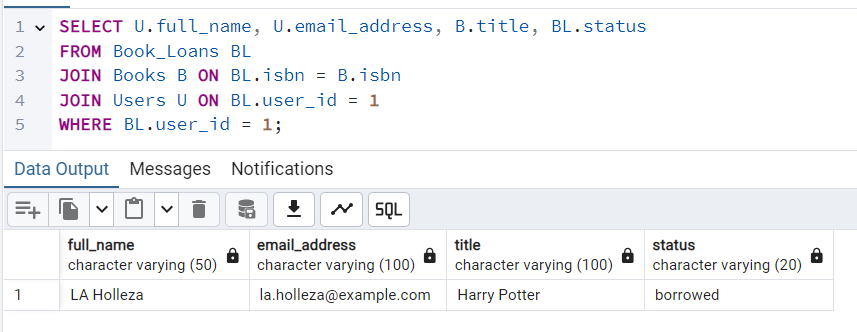 1 SELECT U.full_name, U.email_address, B.title, BL.status
2 FROM Book_Loans BL
3 JOIN Books B ON BL.isbn = B.isbn
4 JOIN Users U ON BL.user_id = 1
5 WHERE BL.user_id = 1;
Data Output Messages Notifications
SQL
full_name email_address title status
character varying (50) character varying (100) character varying (100) character varying (20)
1 LA Holleza la.holleza@example.com Harry Potter borrowed